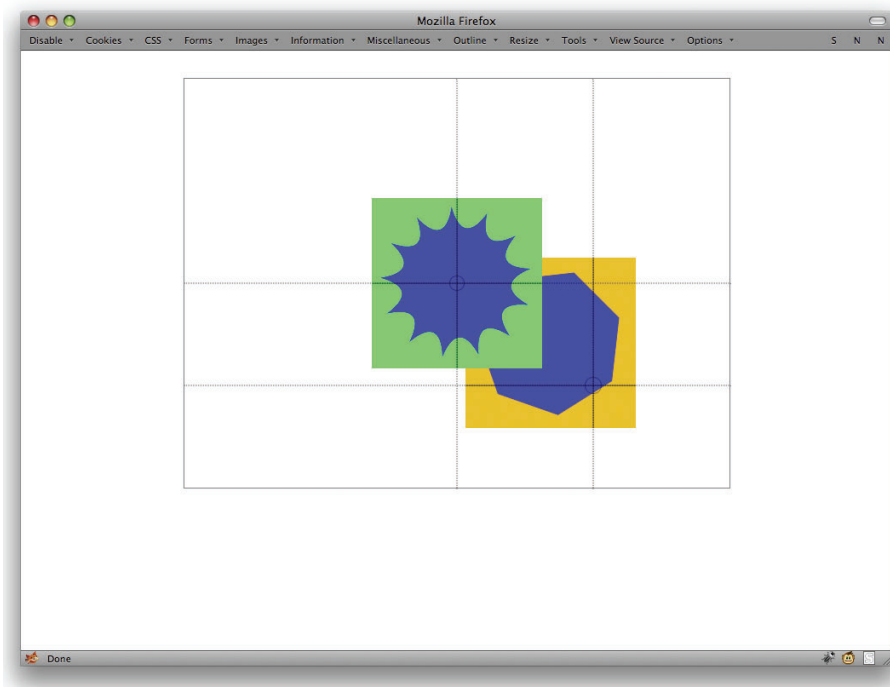 Mozilla Firefox
Disable Cookies CSS Forms Images Information Miscellaneous Outline Resize Tools View Source Options S N N
Done